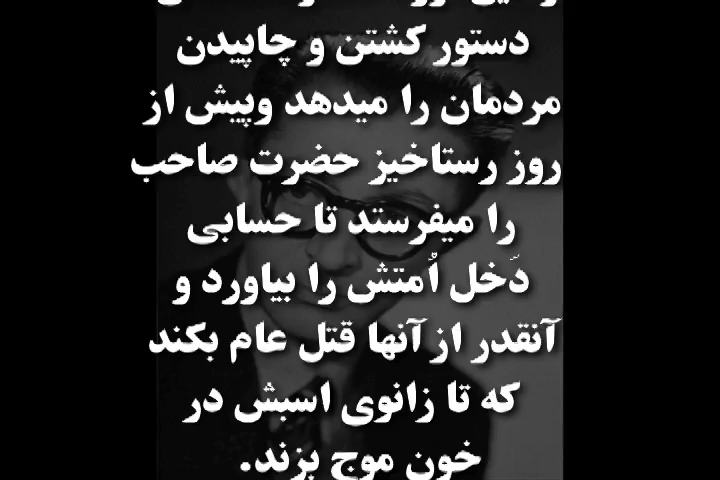 دستور کشتن و چاپیدن
مردمان را میدهد وپیش از
روز رستاخیز حضرت صاحب
را میفرستد تا حسابی
دَخل اُمتش را بیاورد و
آنقدر از آنها قتل عام بکند
که تا زانوی اسبش در
خون موج بزند.